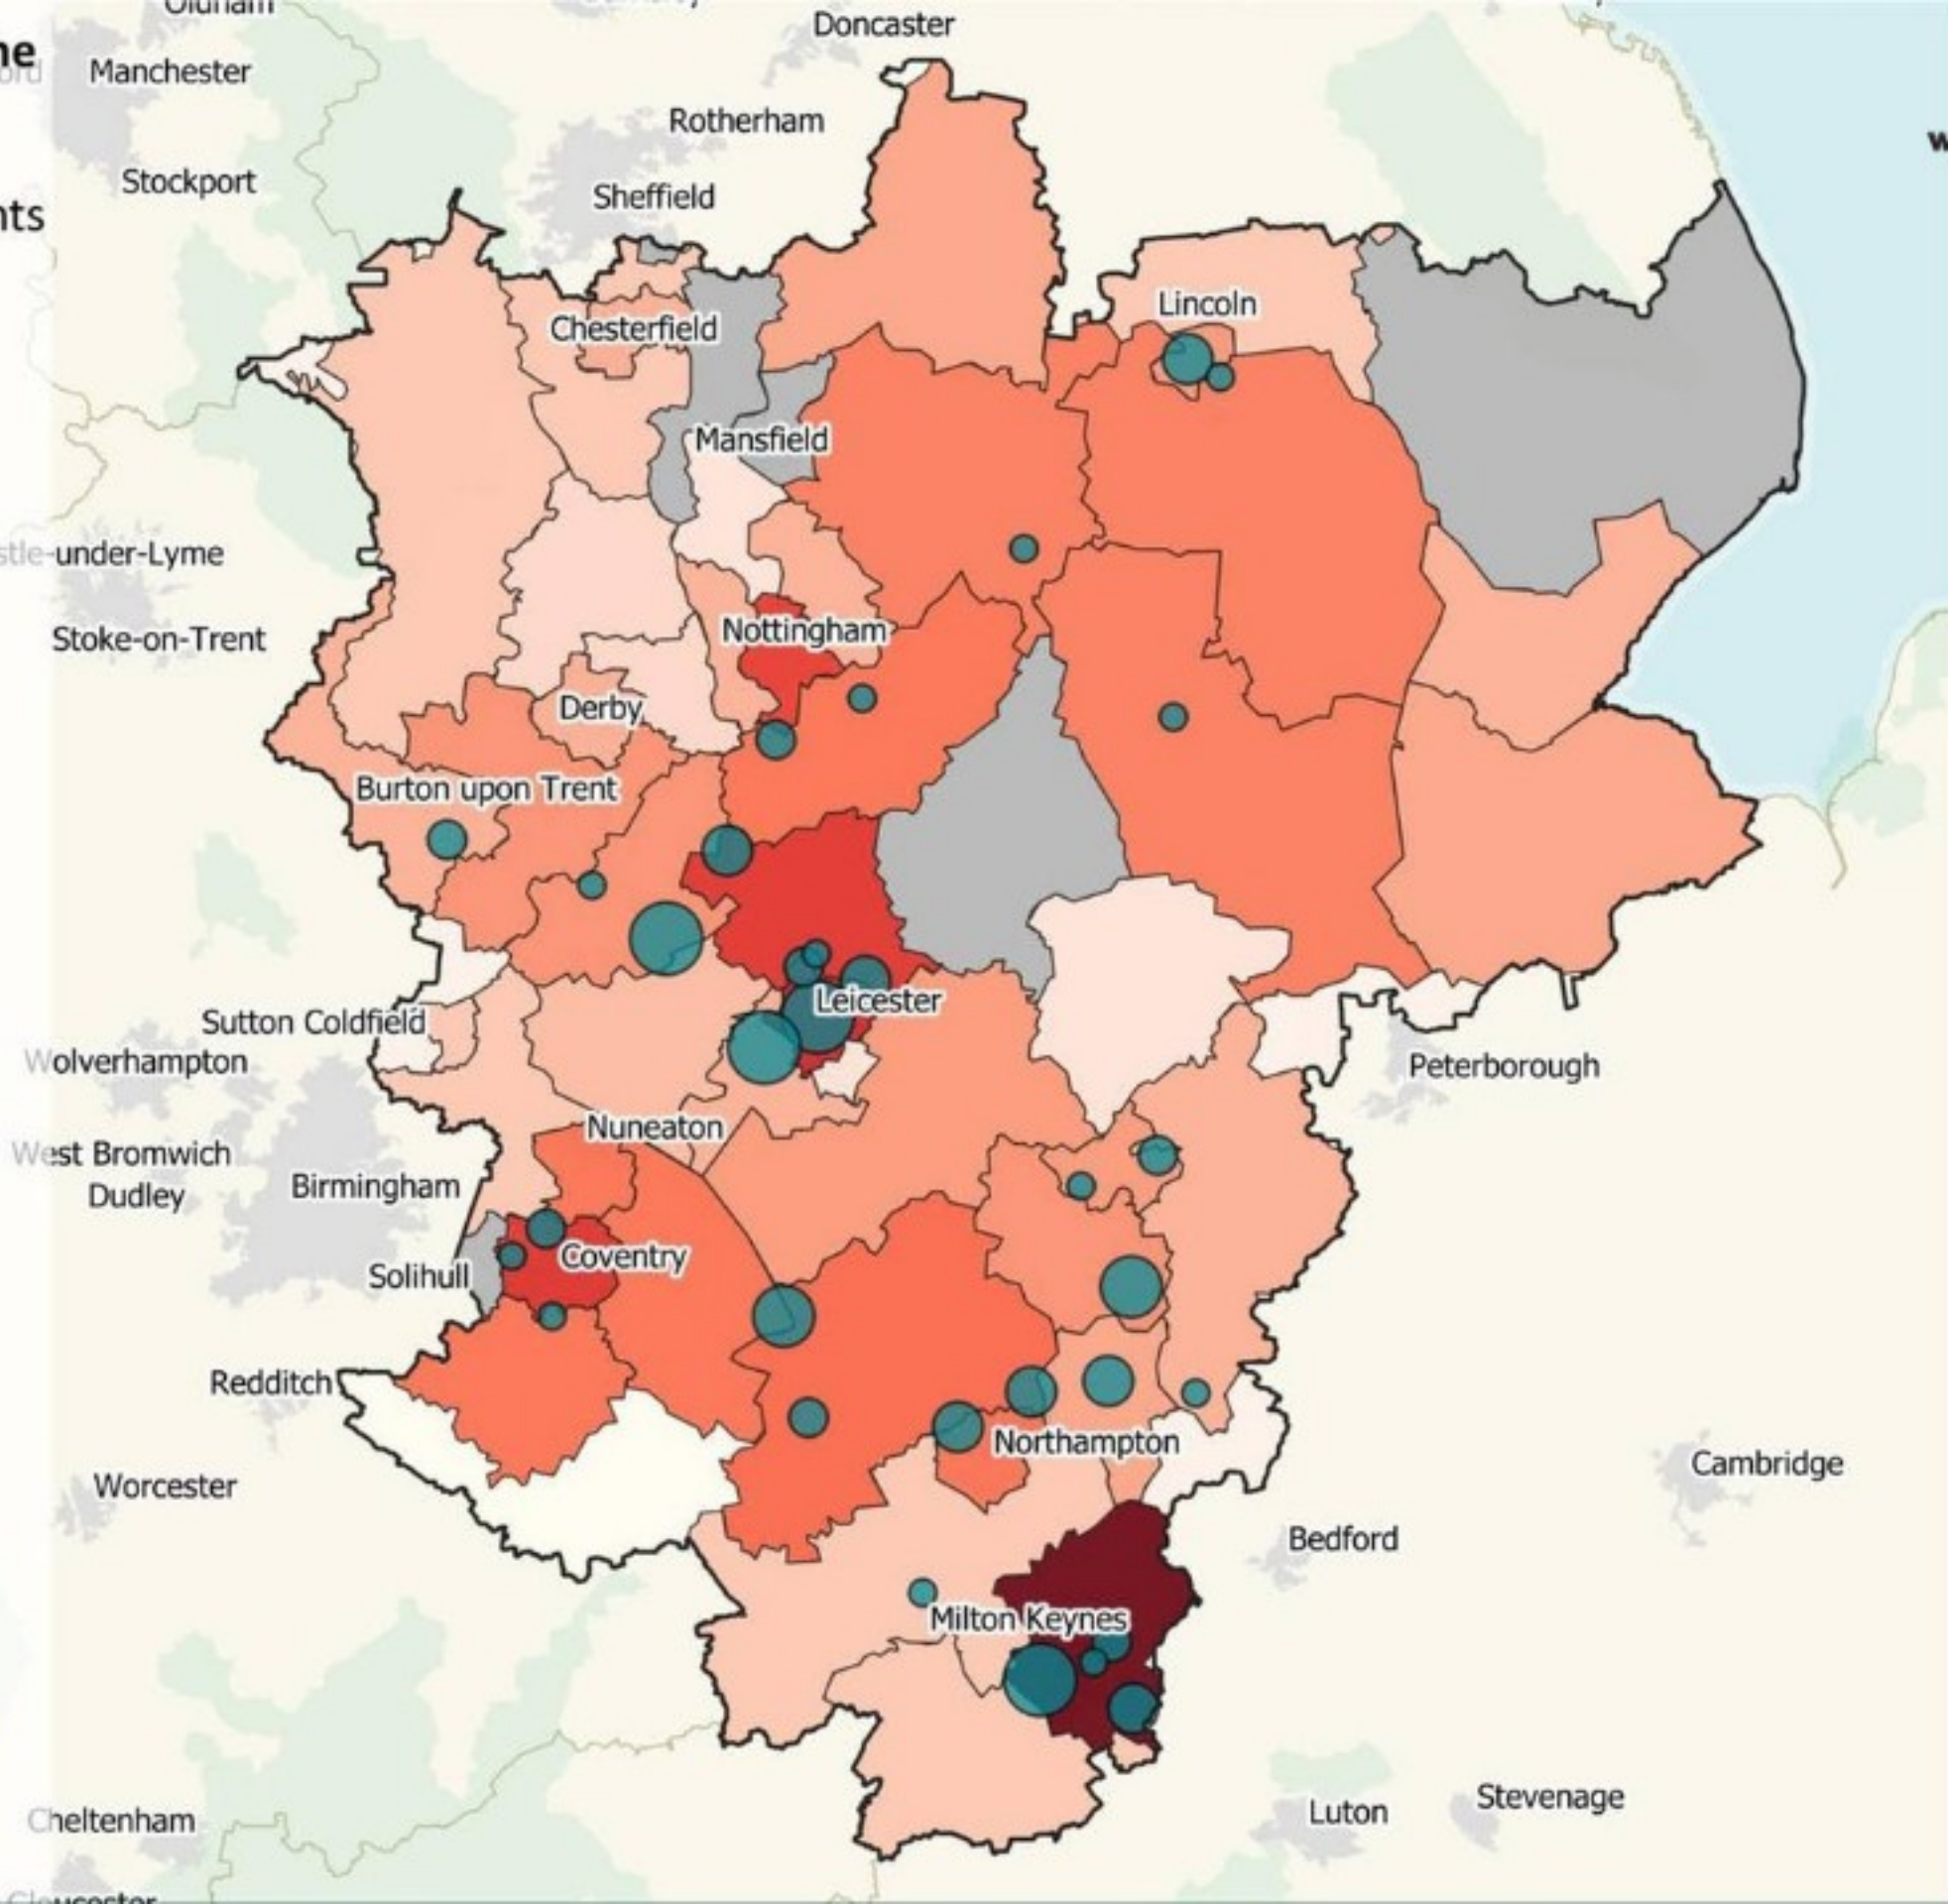 Doncaster
Manchester
Rotherham
Stockport
Sheffield
nts
Lincoln
Chesterfield
Mansfield
stle-under-Lyme
Nottingham
Stoke-on-Trent
Derby
Burton upon Trent
Leicester
Sutton Coldfield
Wolverhampton
Peterborough
Nuneaton
West Bromwich
Birmingham
Dudley
Coventry
Solihull
Redditch
Northampton
Cambridge
Worcester
Bedford
Milton Keynes
Stevenage
Luton
Cheltenham